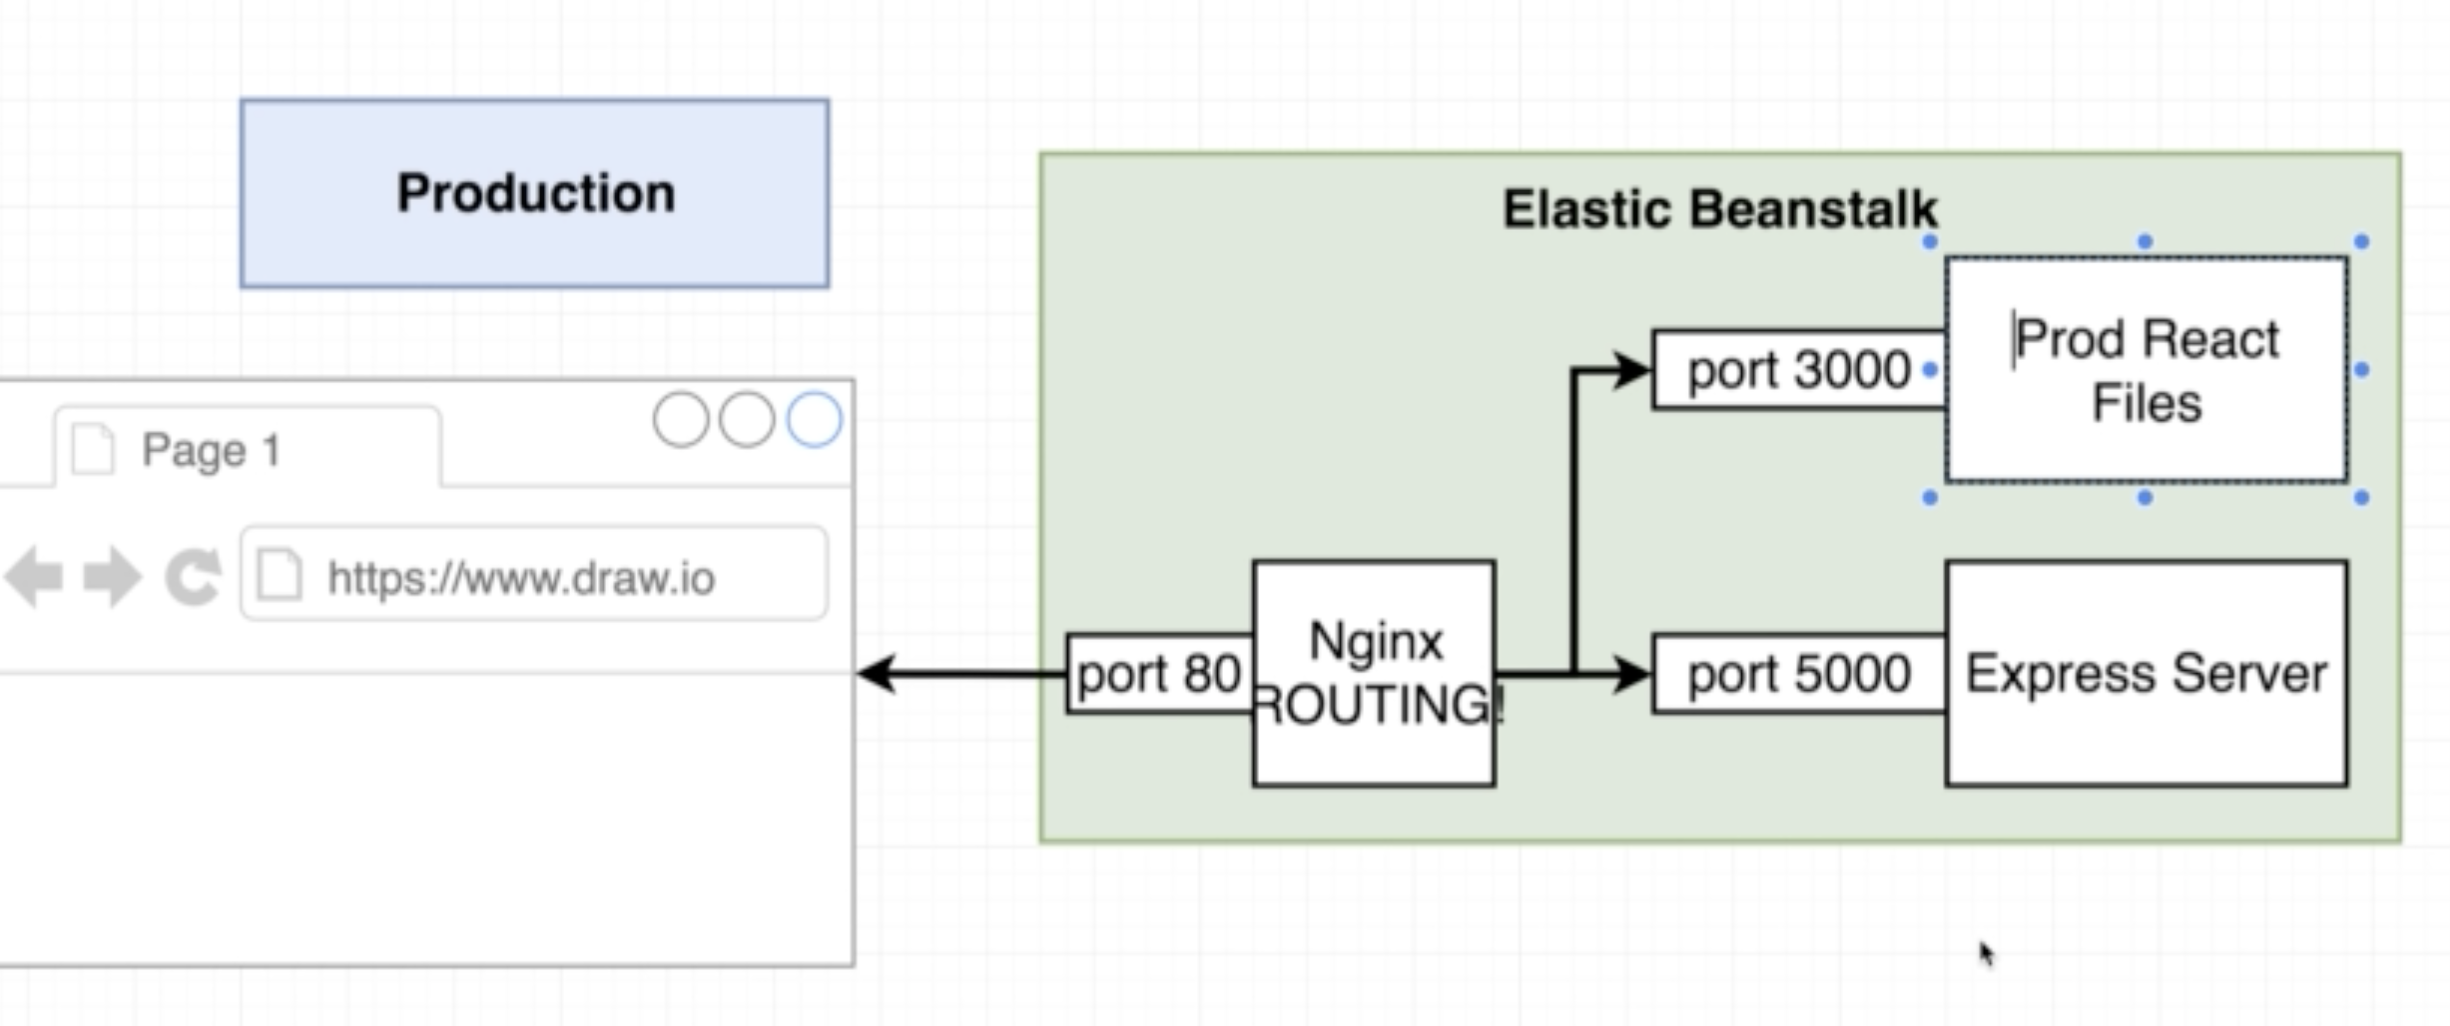 Production
Elastic Beanstalk
Prod React
Files
port 3000
Page 1
https://www.draw.io
port 80
Nginx
ROUTING!
port 5000
Express Server